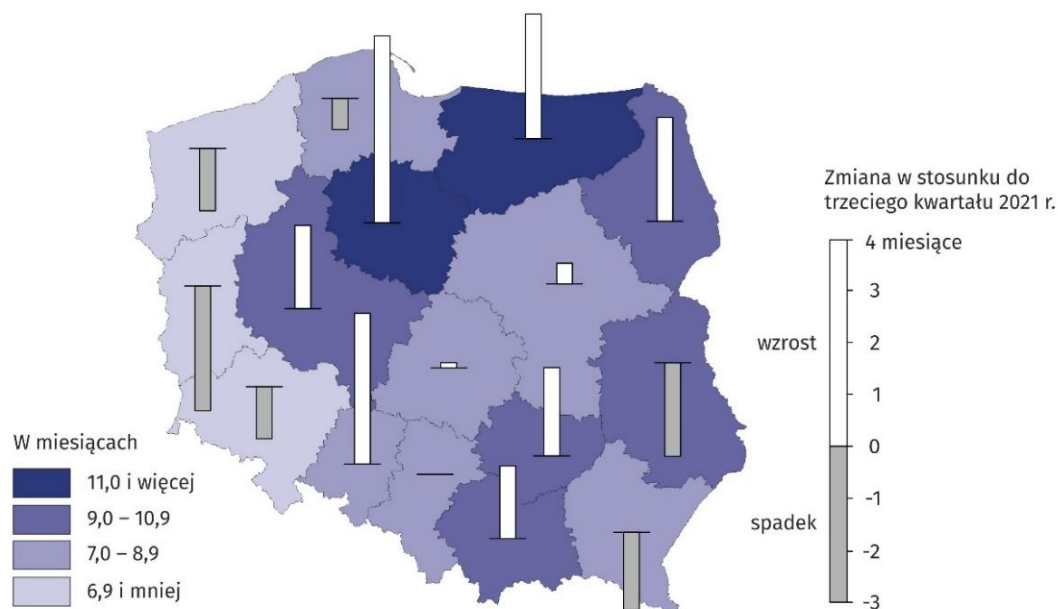 Zmiana w stosunku do
trzeciego kwartału 2021 r.
4 miesiące
3
wzrost
2
1
0
-1
spadek
-2
-3
W miesiącach
11,0 i więcej
9,0 – 10,9
7,0 – 8,9
6,9 i mniej